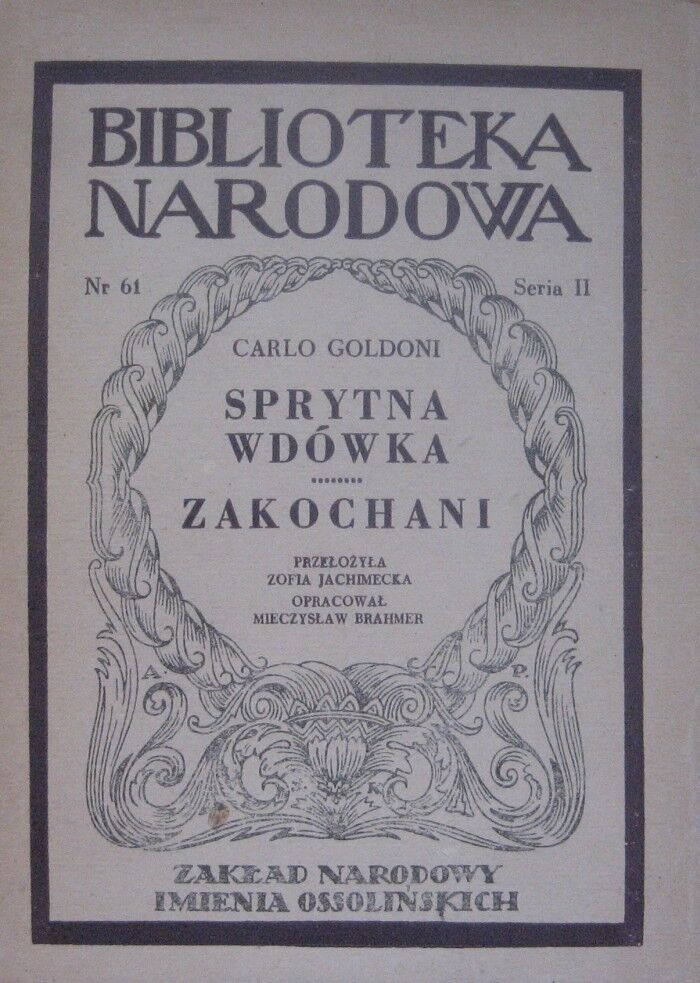 BIBLIOTEKA
NARODOWA
Nr 61 Seria II
CARLO GOLDONI
SPRYTNA
WDÓWKA
ZAKOCHANI
PRZEŁOŻYŁA
ZOFIA JACHIMECKA
OPRACOWAŁ
MIECZYSŁAW BRAHMER
A. P.
K A
ZAKŁAD NARODOWY
IMIENIA OSSOLIŃSKICH